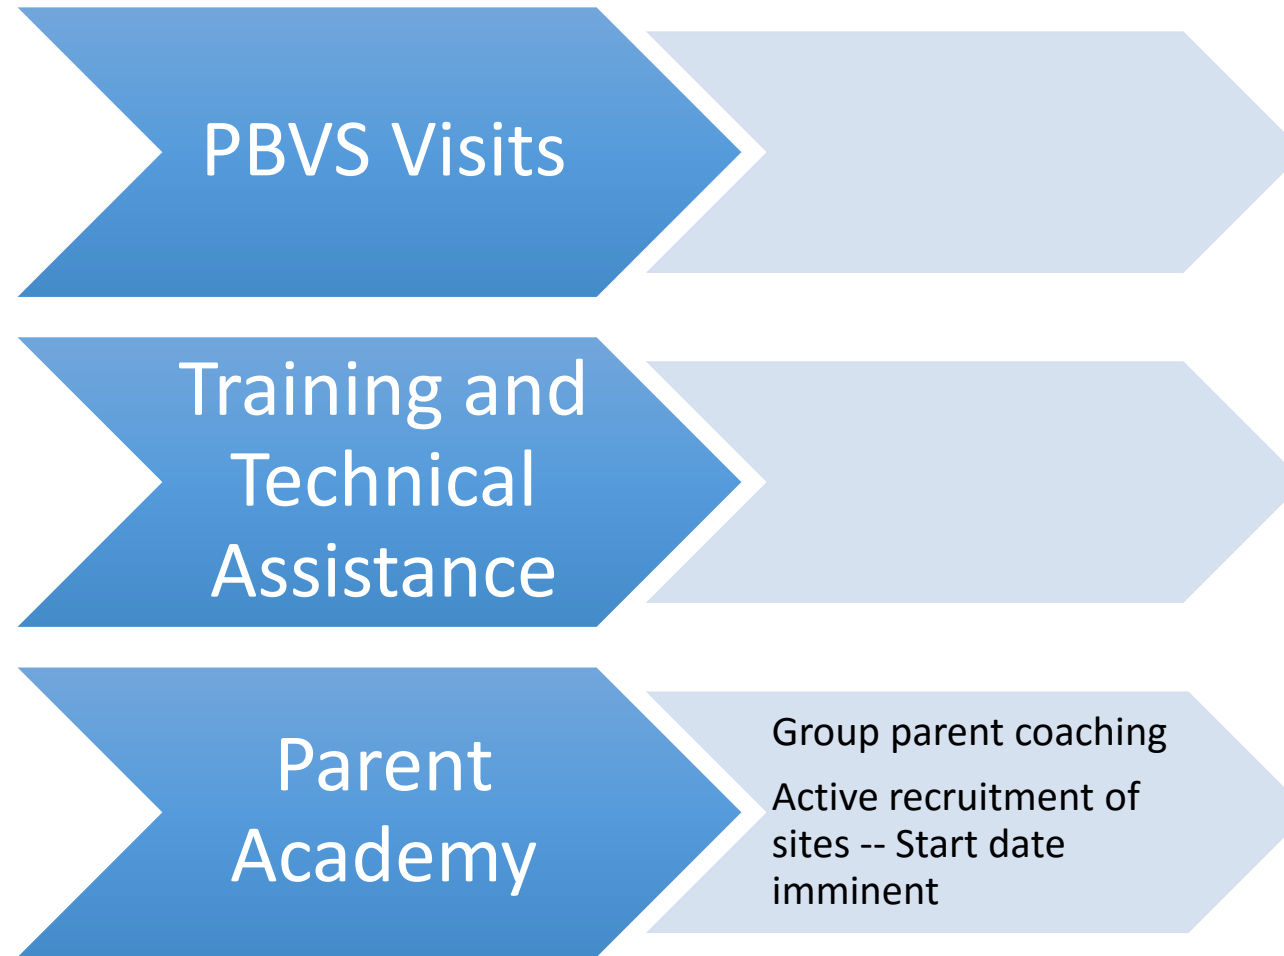 PBVS Visits
Training and
Technical
Assistance
Parent
Academy
Group parent coaching
Active recruitment of
sites -- Start date
imminent